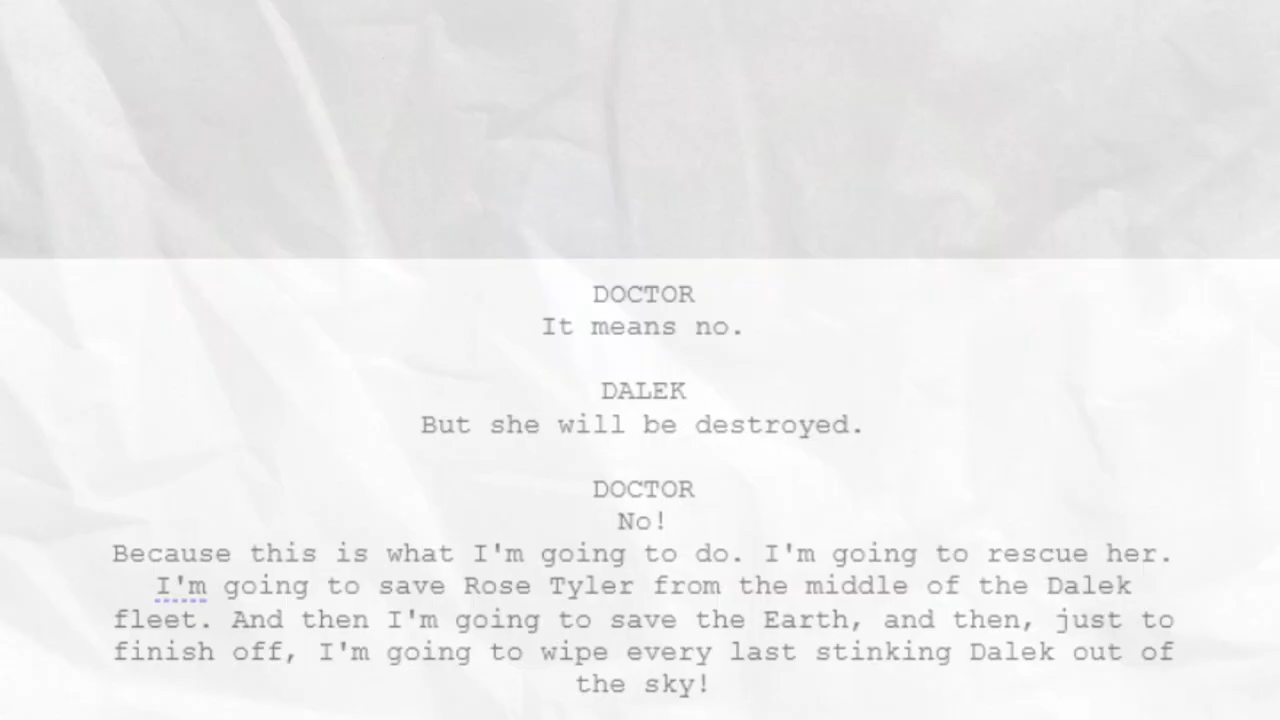 DOCTOR
It means no.
DALEK
But she will be destroyed.
DOCTOR
No!
Because this is what I'm going to do. I'm going to rescue her.
I'm going to save Rose Tyler from the middle of the Dalek
fleet. And then I'm going to save the Earth, and then, just to
finish off, I'm going to wipe every last stinking Dalek out of
the sky!